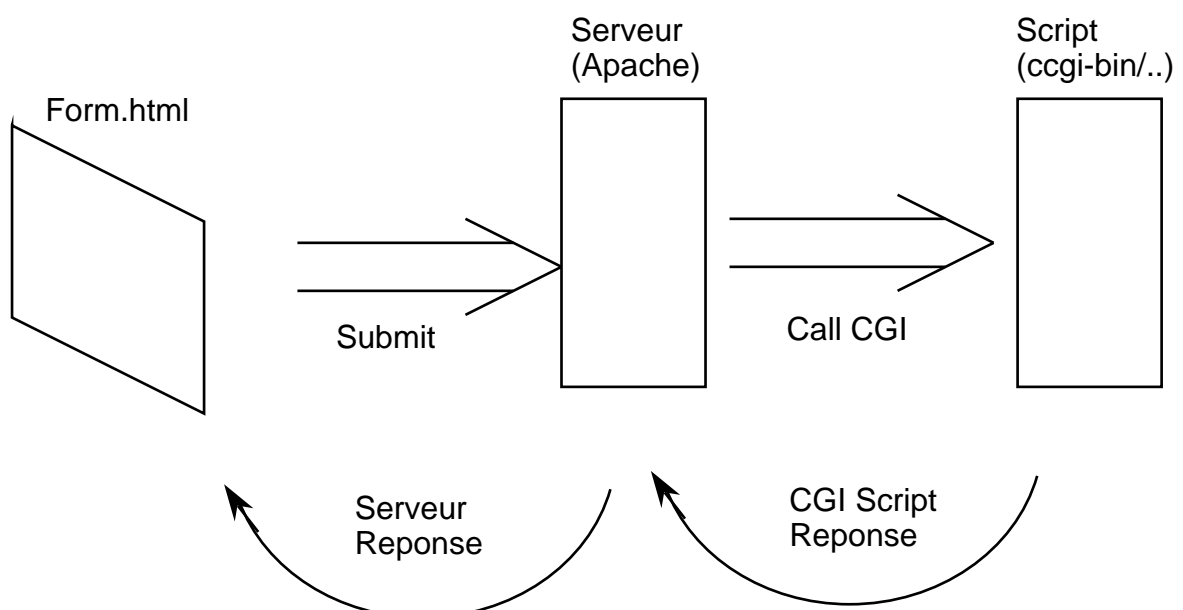 Form.html
Serveur
(Apache)
Script
(ccgi-bin/..)
Submit
Call CGI
Serveur
Reponse
CGI Script
Reponse